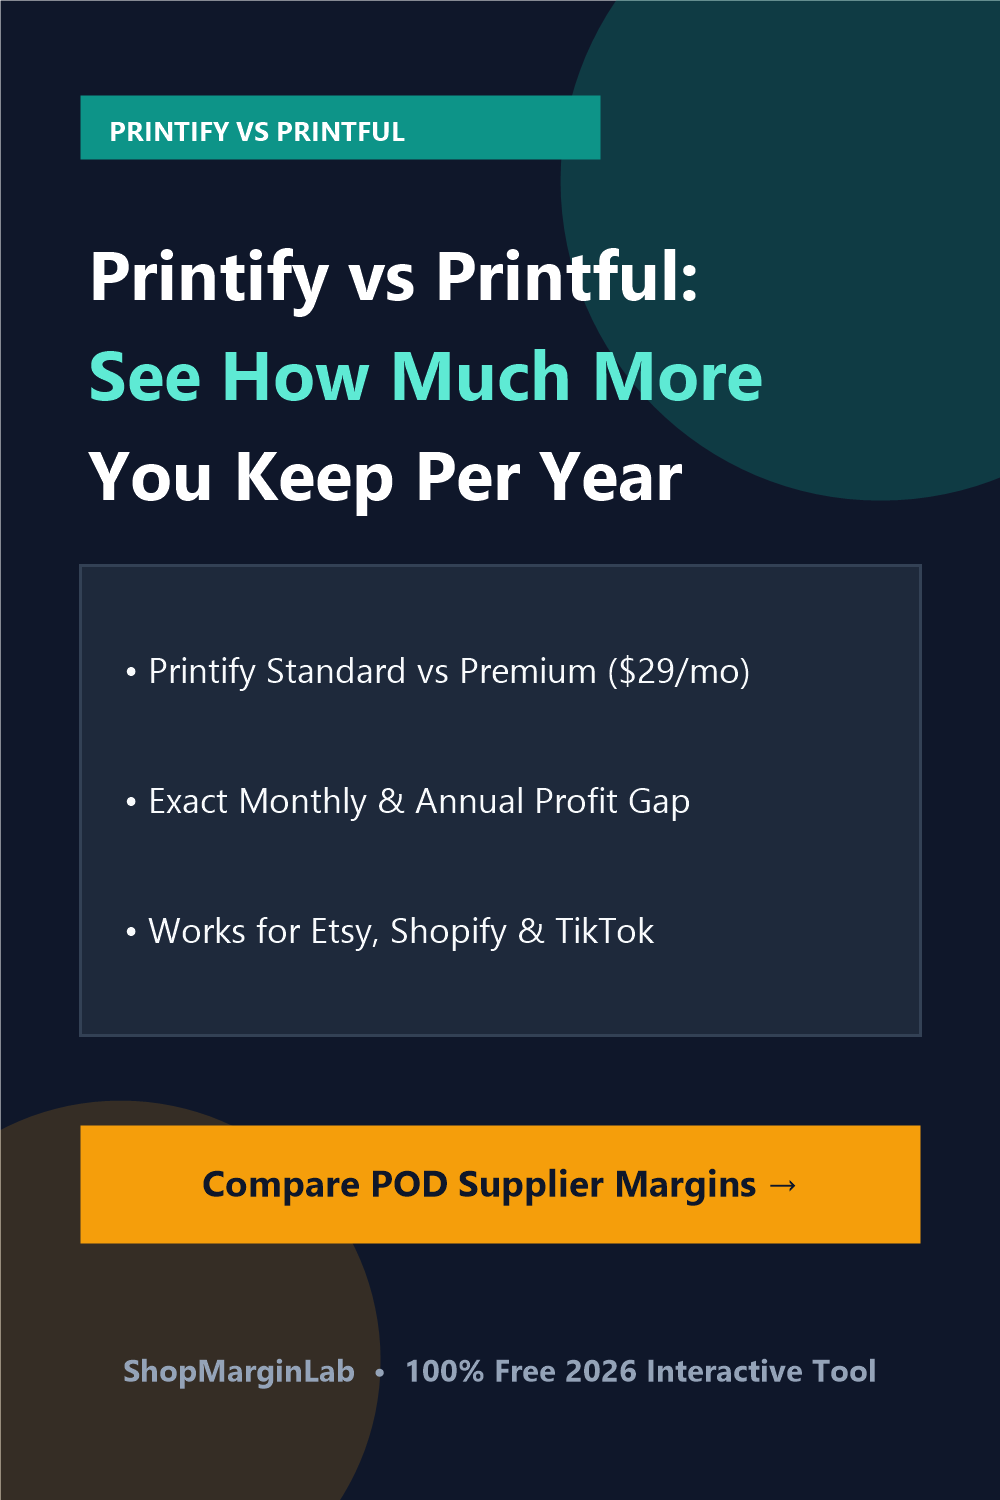 PRINTIFY VS PRINTFUL
Printify vs Printful:
See How Much More
You Keep Per Year
• Printify Standard vs Premium ($29/mo)
• Exact Monthly & Annual Profit Gap
• Works for Etsy, Shopify & TikTok
Compare POD Supplier Margins →
ShopMarginLab • 100% Free 2026 Interactive Tool